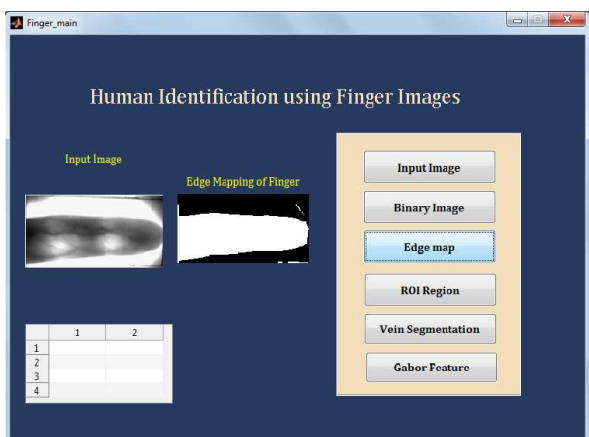 Finger_main
Human Identification using Finger Images
Input Image
Edge Mapping of Finger
Input Image
Binary Image
Edge map
ROI Region
Vein Segmentation
Gabor Feature
1 2
1
2
3
4